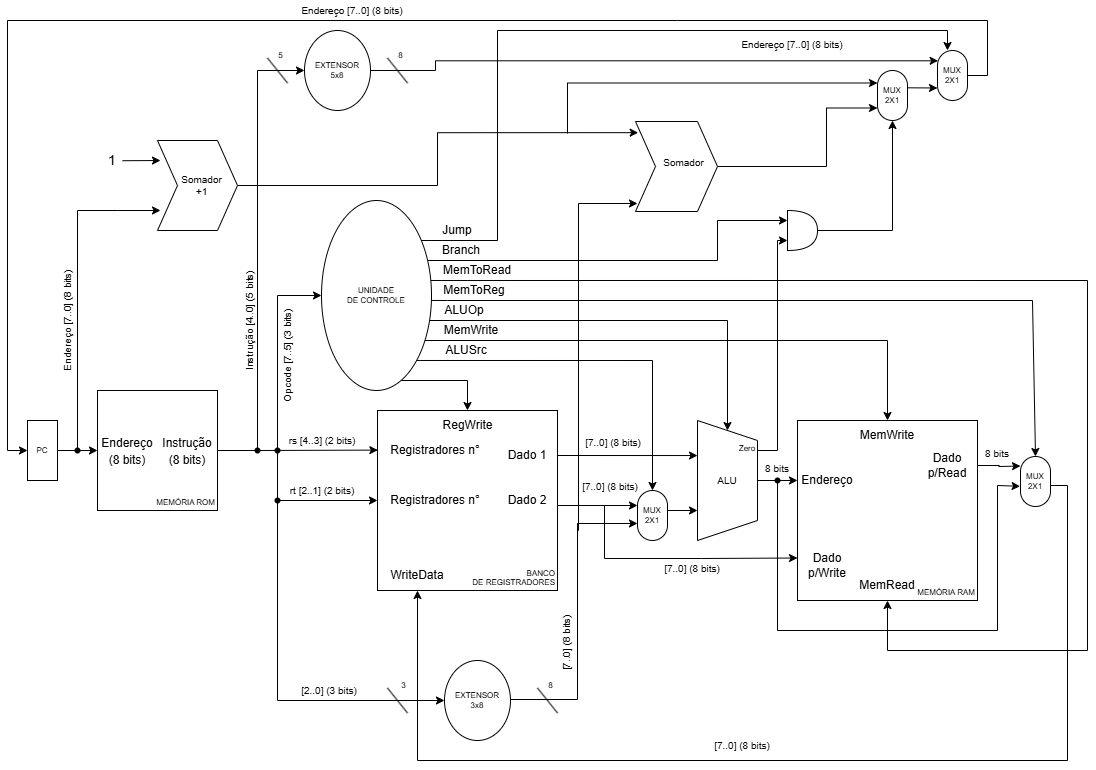 Endereço [7..0] (8 bits)
Endereço [7..0] (8 bits)
5
EXTENSOR
5x8
8
MUX
2X1
MUX
2X1
1
Somador
+1
Somador
Endereço [7..0] (8 bits)
Instrução [4..0] (5 bits)
Opcode [7..5] (3 bits)
UNIDADE
DE CONTROLE
Jump
Branch
MemToRead
MemToReg
ALUOp
MemWrite
ALUSrc
PC
Endereço
(8 bits)
Instrução
(8 bits)
MEMÓRIA ROM
rs [4..3] (2 bits)
rt [2..1] (2 bits)
RegWrite
Registradores n°
Dado 1
Registradores n°
Dado 2
WriteData
BANCO
DE REGISTRADORES
[7..0] (8 bits)
[7..0] (8 bits)
MUX
2X1
Zero
ALU
8 bits
MemWrite
Dado
p/Read
Endereço
Dado
p/Write
MemRead
MEMÓRIA RAM
8 bits
MUX
2X1
[7..0] (8 bits)
[7..0] (8 bits)
[2..0] (3 bits)
3
EXTENSOR
3x8
8
[7..0] (8 bits)